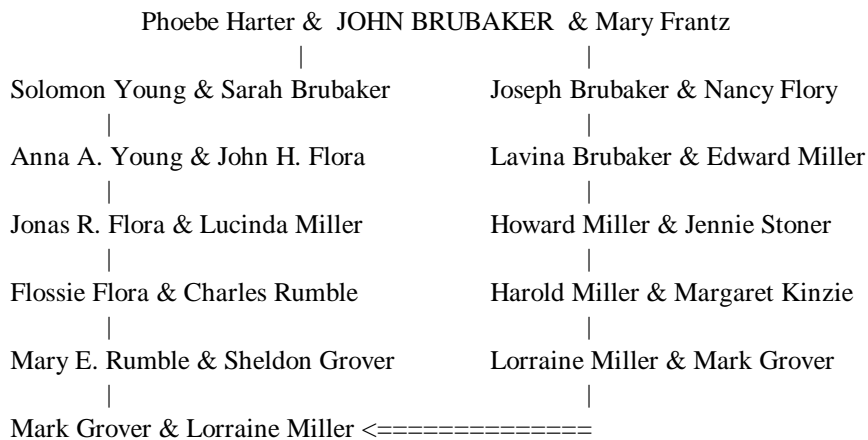 Phoebe Harter & JOHN BRUBAKER & Mary Frantz
| |
Solomon Young & Sarah Brubaker Joseph Brubaker & Nancy Flory
| |
Anna A. Young & John H. Flora Lavina Brubaker & Edward Miller
| |
Jonas R. Flora & Lucinda Miller Howard Miller & Jennie Stoner
| |
Flossie Flora & Charles Rumble Harold Miller & Margaret Kinzie
| |
Mary E. Rumble & Sheldon Grover Lorraine Miller & Mark Grover
| |
Mark Grover & Lorraine Miller <==============